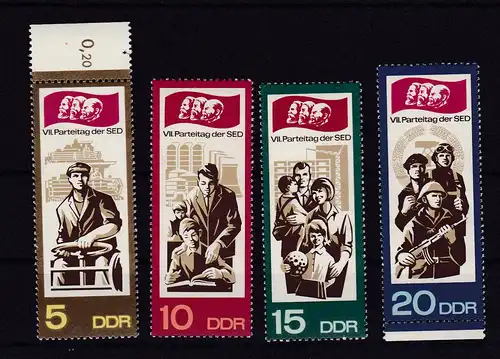 0,20
VII.Parteitag der SED
5 DDR
VII.Parteitag der SED
10 DDR
VII.Parteitag der SED
15 DDR
VII.Parteitag der SED
20 DDR